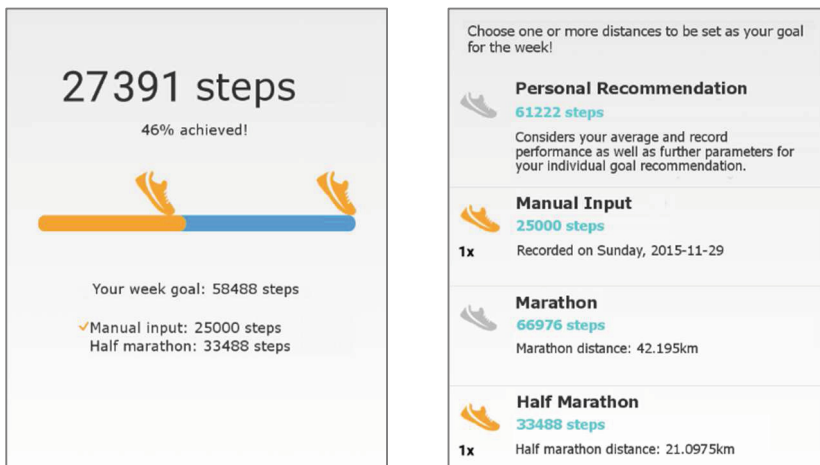 27391 steps
46% achieved!
Your week goal: 58488 steps
Manual input: 25000 steps
Half marathon: 33488 steps
Choose one or more distances to be set as your goal
for the week!
Personal Recommendation
61222 steps
Considers your average and record
performance as well as further parameters for
your individual goal recommendation.
Manual Input
25000 steps
1x
Recorded on Sunday, 2015-11-29
Marathon
66976 steps
Marathon distance: 42.195km
Half Marathon
33488 steps
1x
Half marathon distance: 21.0975km